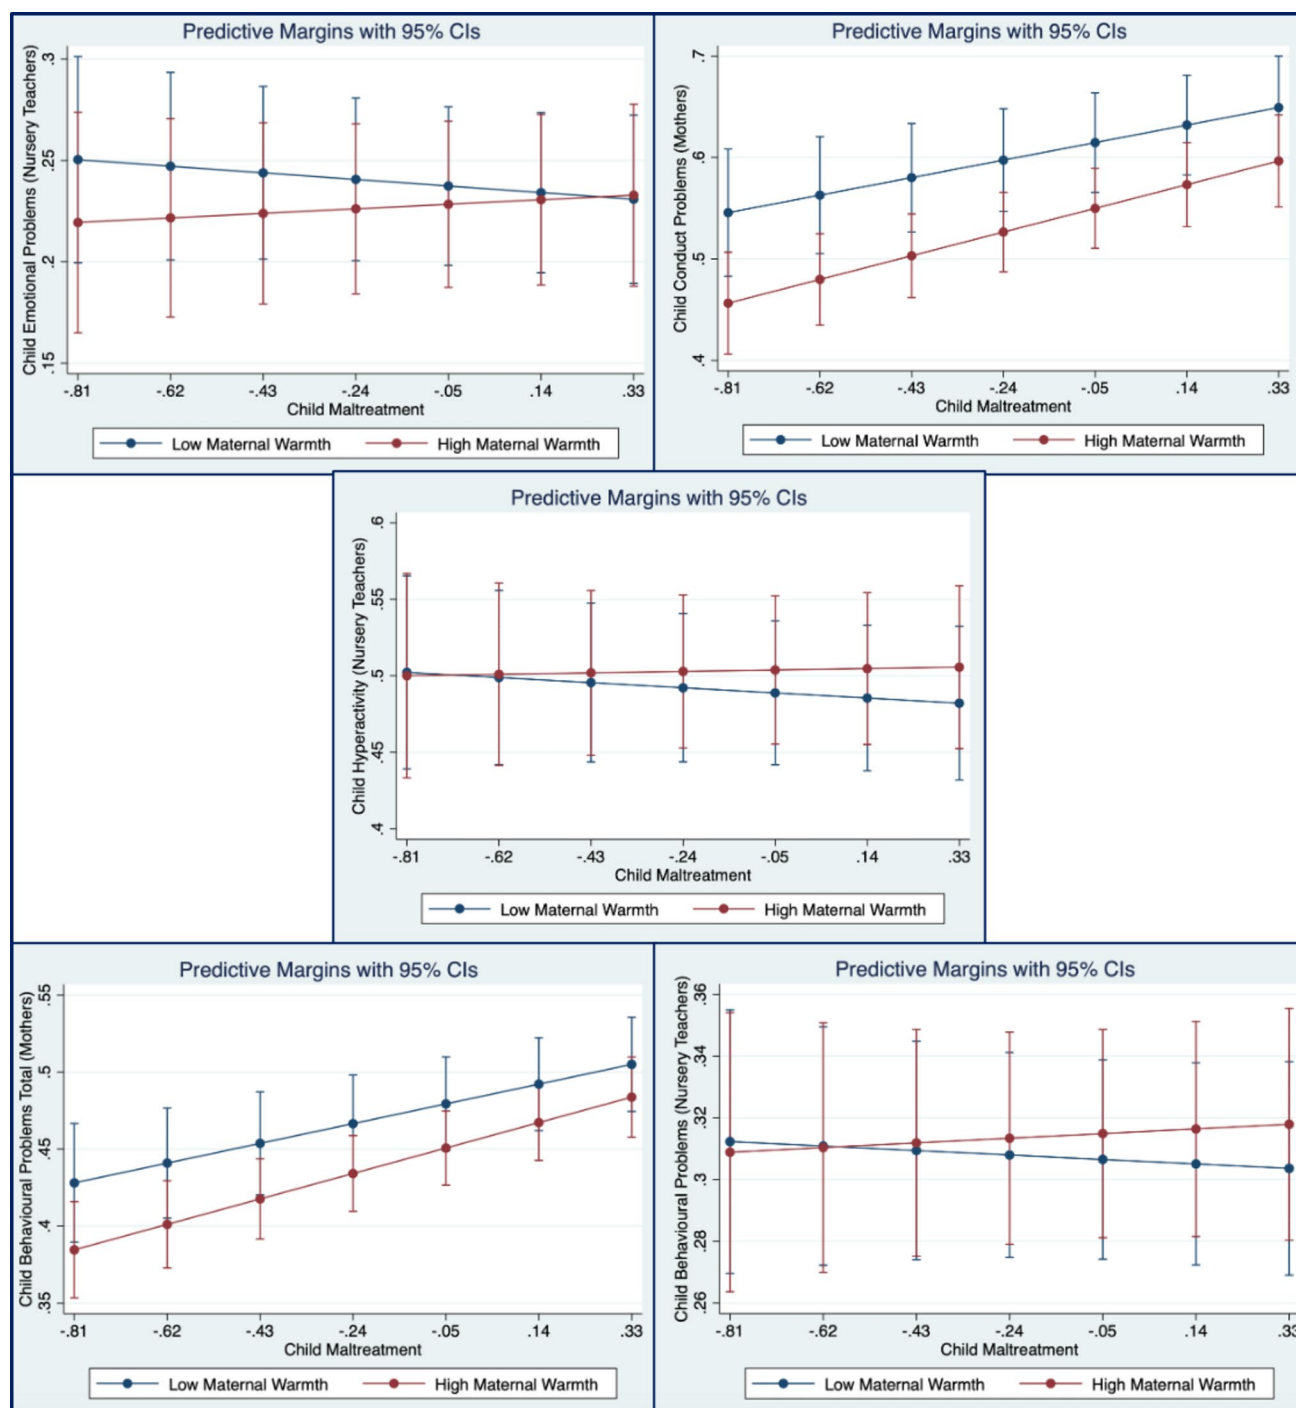 Predictive Margins with 95% CIs
Child Emotional Problems (Nursery Teachers)
.3
.25
.2
.15
-.81 -.62 -.43 -.24 -.05 .14 .33
Child Maltreatment
Low Maternal Warmth High Maternal Warmth
Predictive Margins with 95% CIs
Child Conduct Problems (Mothers)
.7
.6
.5
.4
-.81 -.62 -.43 -.24 -.05 .14 .33
Child Maltreatment
Low Maternal Warmth High Maternal Warmth
Predictive Margins with 95% CIs
Child Hyperactivity (Nursery Teachers)
.6
.55
.5
.45
.4
-.81 -.62 -.43 -.24 -.05 .14 .33
Child Maltreatment
Low Maternal Warmth High Maternal Warmth
Predictive Margins with 95% CIs
Child Behavioural Problems Total (Mothers)
.55
.5
.45
.4
.35
-.81 -.62 -.43 -.24 -.05 .14 .33
Child Maltreatment
Low Maternal Warmth High Maternal Warmth
Predictive Margins with 95% CIs
Child Behavioural Problems (Nursery Teachers)
.36
.34
.32
.3
.28
.26
-.81 -.62 -.43 -.24 -.05 .14 .33
Child Maltreatment
Low Maternal Warmth High Maternal Warmth